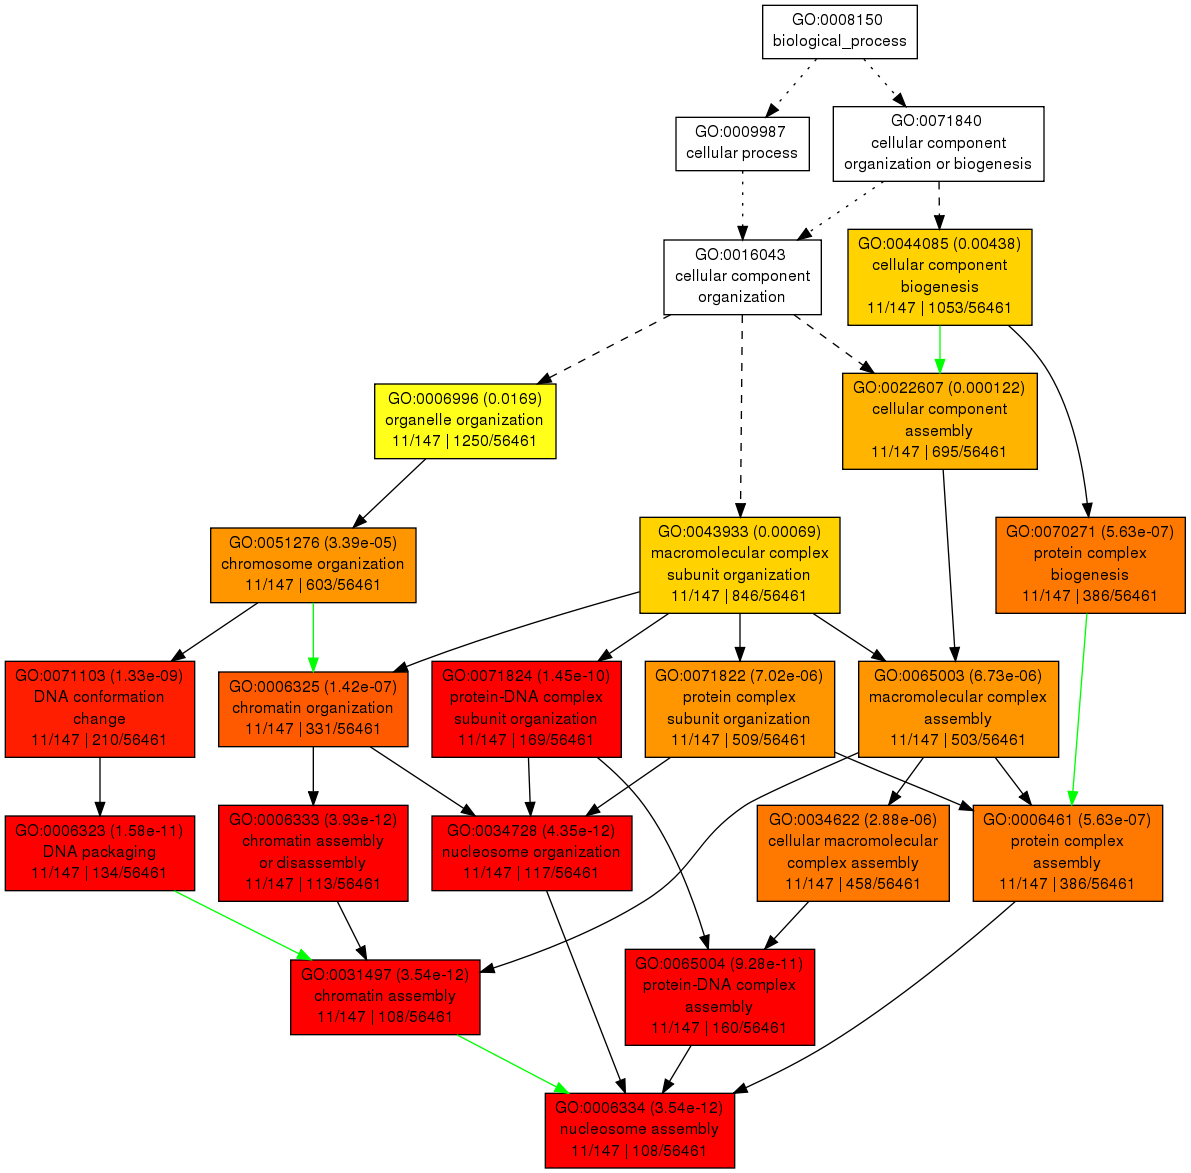 GO:0008150
biological_process
GO:0009987
cellular process
GO:0071840
cellular component
organization or biogenesis
GO:0016043
cellular component
organization
GO:0044085 (0.00438)
cellular component
biogenesis
11/147 | 1053/56461
GO:0006996 (0.0169)
organelle organization
11/147 | 1250/56461
GO:0022607 (0.000122)
cellular component
assembly
11/147 | 695/56461
GO:0051276 (3.39e-05)
chromosome organization
11/147 | 603/56461
GO:0043933 (0.00069)
macromolecular complex
subunit organization
11/147 | 846/56461
GO:0070271 (5.63e-07)
protein complex
biogenesis
11/147 | 386/56461
GO:0071103 (1.33e-09)
DNA conformation
change
11/147 | 210/56461
GO:0006325 (1.42e-07)
chromatin organization
11/147 | 331/56461
GO:0071824 (1.45e-10)
protein-DNA complex
subunit organization
11/147 | 169/56461
GO:0071822 (7.02e-06)
protein complex
subunit organization
11/147 | 509/56461
GO:0065003 (6.73e-06)
macromolecular complex
assembly
11/147 | 503/56461
GO:0006323 (1.58e-11)
DNA packaging
11/147 | 134/56461
GO:0006333 (3.93e-12)
chromatin assembly
or disassembly
11/147 | 113/56461
GO:0034728 (4.35e-12)
nucleosome organization
11/147 | 117/56461
GO:0034622 (2.88e-06)
cellular macromolecular
complex assembly
11/147 | 458/56461
GO:0006461 (5.63e-07)
protein complex
assembly
11/147 | 386/56461
GO:0031497 (3.54e-12)
chromatin assembly
11/147 | 108/56461
GO:0065004 (9.28e-11)
protein-DNA complex
assembly
11/147 | 160/56461
GO:0006334 (3.54e-12)
nucleosome assembly
11/147 | 108/56461